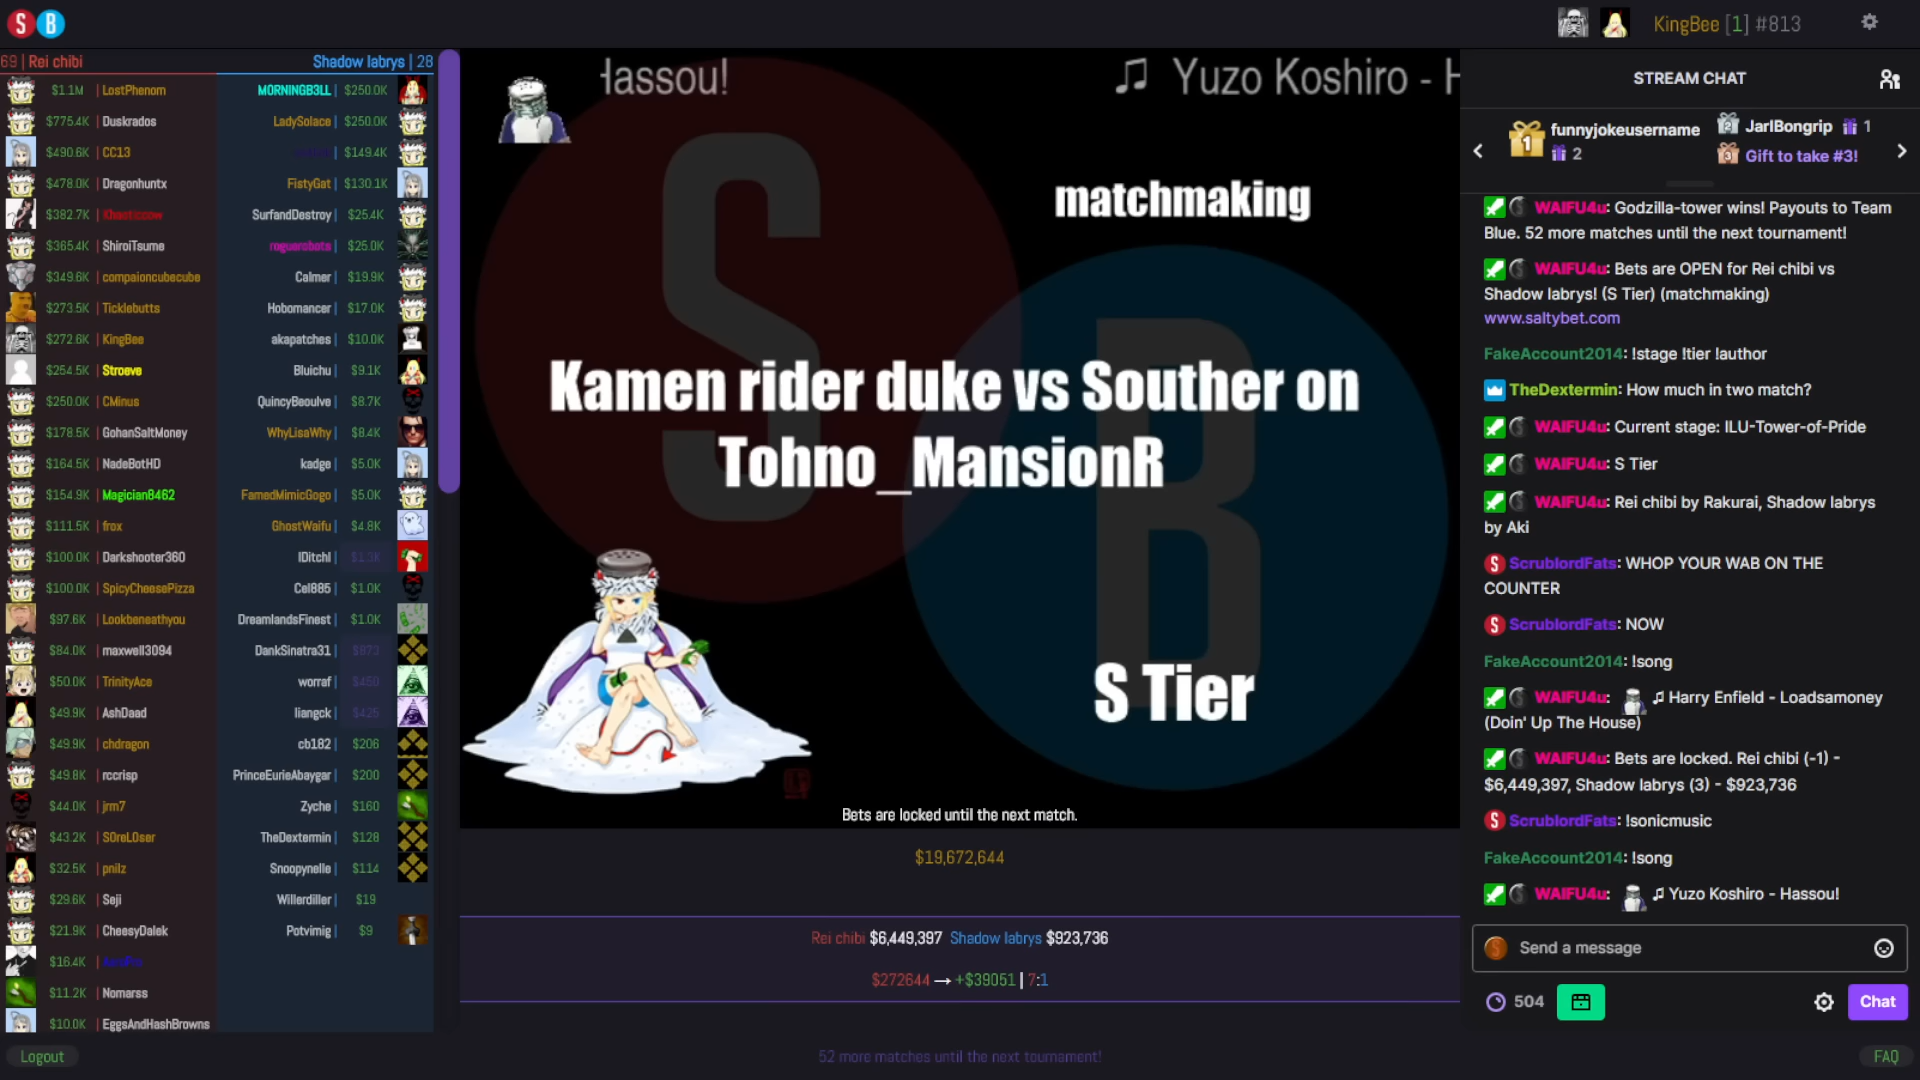 S B
KingBee [1] #813
69 | Rei chibi
Shadow labrys | 28
$1.1M | LostPhenom
M0RNINGB3LL | $250.0K
$775.4K | Duskrados
LadySolace | $250.0K
$490.6K | CC13
$149.4K
$478.0K | Dragonhuntx
FistyGat | $130.1K
$382.7K | Khasticcow
SurfandDestroy | $25.4K
$365.4K | ShiroiTsume
roguerobots | $25.0K
$349.6K | compaioncubecube
Calmer | $19.9K
$273.5K | Ticklebutts
Hobomancer | $17.0K
$272.6K | KingBee
akapatches | $10.0K
$254.5K | Stroeve
Bluichu | $9.1K
$250.0K | CMinus
QuincyBeoulve | $8.7K
$178.5K | GohanSaltMoney
WhyLisaWhy | $8.4K
$164.5K | NadeBotHD
kadge | $5.0K
$154.9K | Magician8462
FamedMimicGogo | $5.0K
$111.5K | frox
GhostWaifu | $4.8K
$100.0K | Darkshooter360
IDitchI | $1.3K
$100.0K | SpicyCheesePizza
Cel885 | $1.0K
$97.6K | Lookbeneathyou
DreamlandsFinest | $1.0K
$84.0K | maxwell3094
DankSinatra31 | $873
$50.0K | TrinityAce
worraf | $450
$49.9K | AshDaad
liangck | $425
$49.9K | chdragon
cb182 | $206
$49.8K | rccrisp
PrinceEurieAbaygar | $200
$44.0K | jrm7
Zyche | $160
$43.2K | S0reL0ser
TheDextermin | $128
$32.5K | pnilz
Snoopynelle | $114
$29.6K | Seji
Willerdiller | $19
$21.9K | CheesyDalek
Potvimig | $9
$16.4K |
$11.2K | Nomarss
$10.0K | EggsAndHashBrowns
Logout
Hassou!
♫ Yuzo Koshiro - H
S
B
matchmaking
Kamen rider duke vs Souther on
Tohno_MansionR
S Tier
Bets are locked until the next match.
$19,672,644
Rei chibi $6,449,397 Shadow labrys $923,736
$272644 → +$39051 | 7:1
52 more matches until the next tournament!
STREAM CHAT
1 funnyjokeusername
2
2 JarlBongrip 1
3 Gift to take #3!
WAIFU4u: Godzilla-tower wins! Payouts to Team
Blue. 52 more matches until the next tournament!
WAIFU4u: Bets are OPEN for Rei chibi vs
Shadow labrys! (S Tier) (matchmaking)
www.saltybet.com
FakeAccount2014: !stage !tier !author
TheDextermin: How much in two match?
WAIFU4u: Current stage: ILU-Tower-of-Pride
WAIFU4u: S Tier
WAIFU4u: Rei chibi by Rakurai, Shadow labrys
by Aki
ScrublordFats: WHOP YOUR WAB ON THE
COUNTER
ScrublordFats: NOW
FakeAccount2014: !song
WAIFU4u: ♫ Harry Enfield - Loadsamoney
(Doin' Up The House)
WAIFU4u: Bets are locked. Rei chibi (-1) -
$6,449,397, Shadow labrys (3) - $923,736
ScrublordFats: !sonicmusic
FakeAccount2014: !song
WAIFU4u: ♫ Yuzo Koshiro - Hassou!
Send a message
504
Chat
FAQ